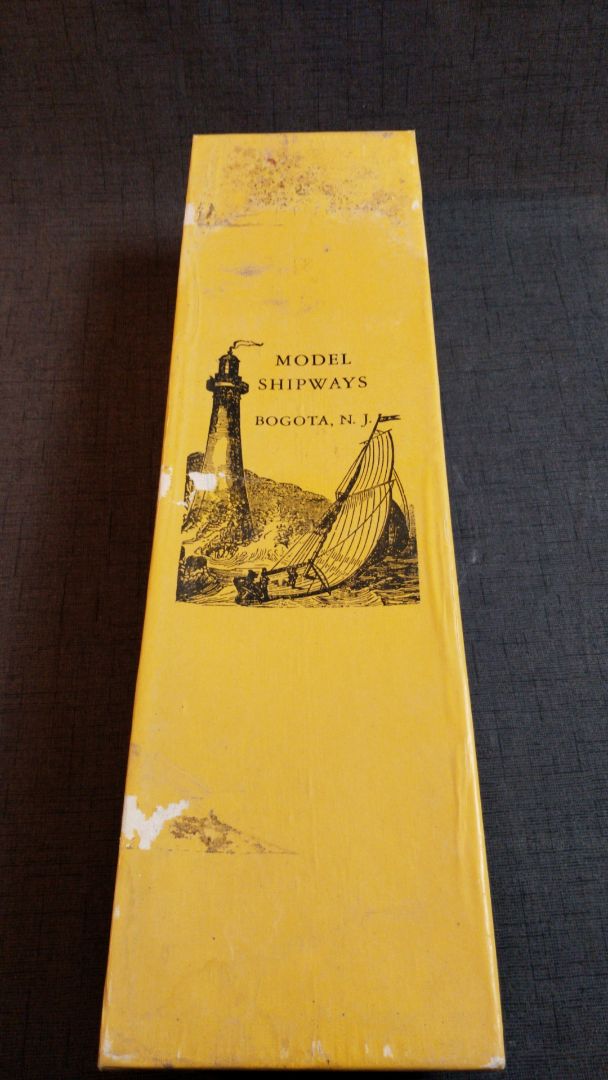 MODEL
SHIPWAYS
BOGOTA, N. J.